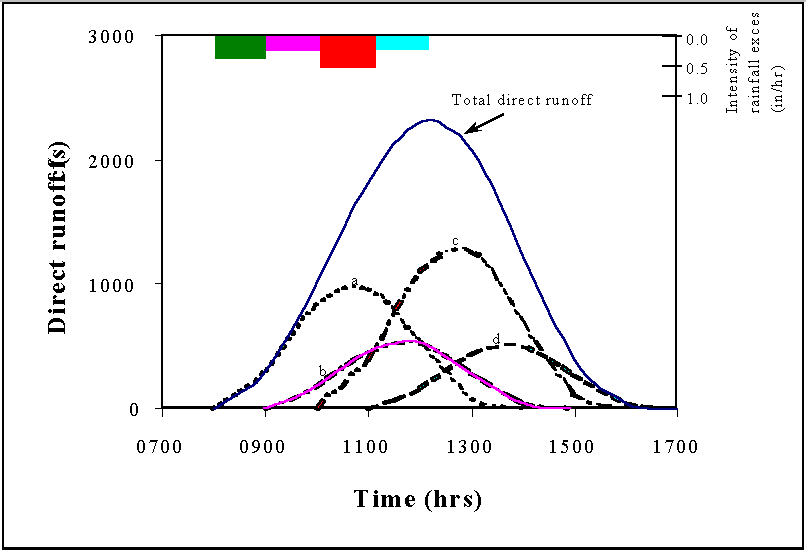 3000
2000
1000
0
Direct runoff (cfs)
0700 0900 1100 1300 1500 1700
Time (hrs)
0.0
0.5
1.0
Intensity of
rainfall exces
(in/hr)
Total direct runoff
a
b
c
d